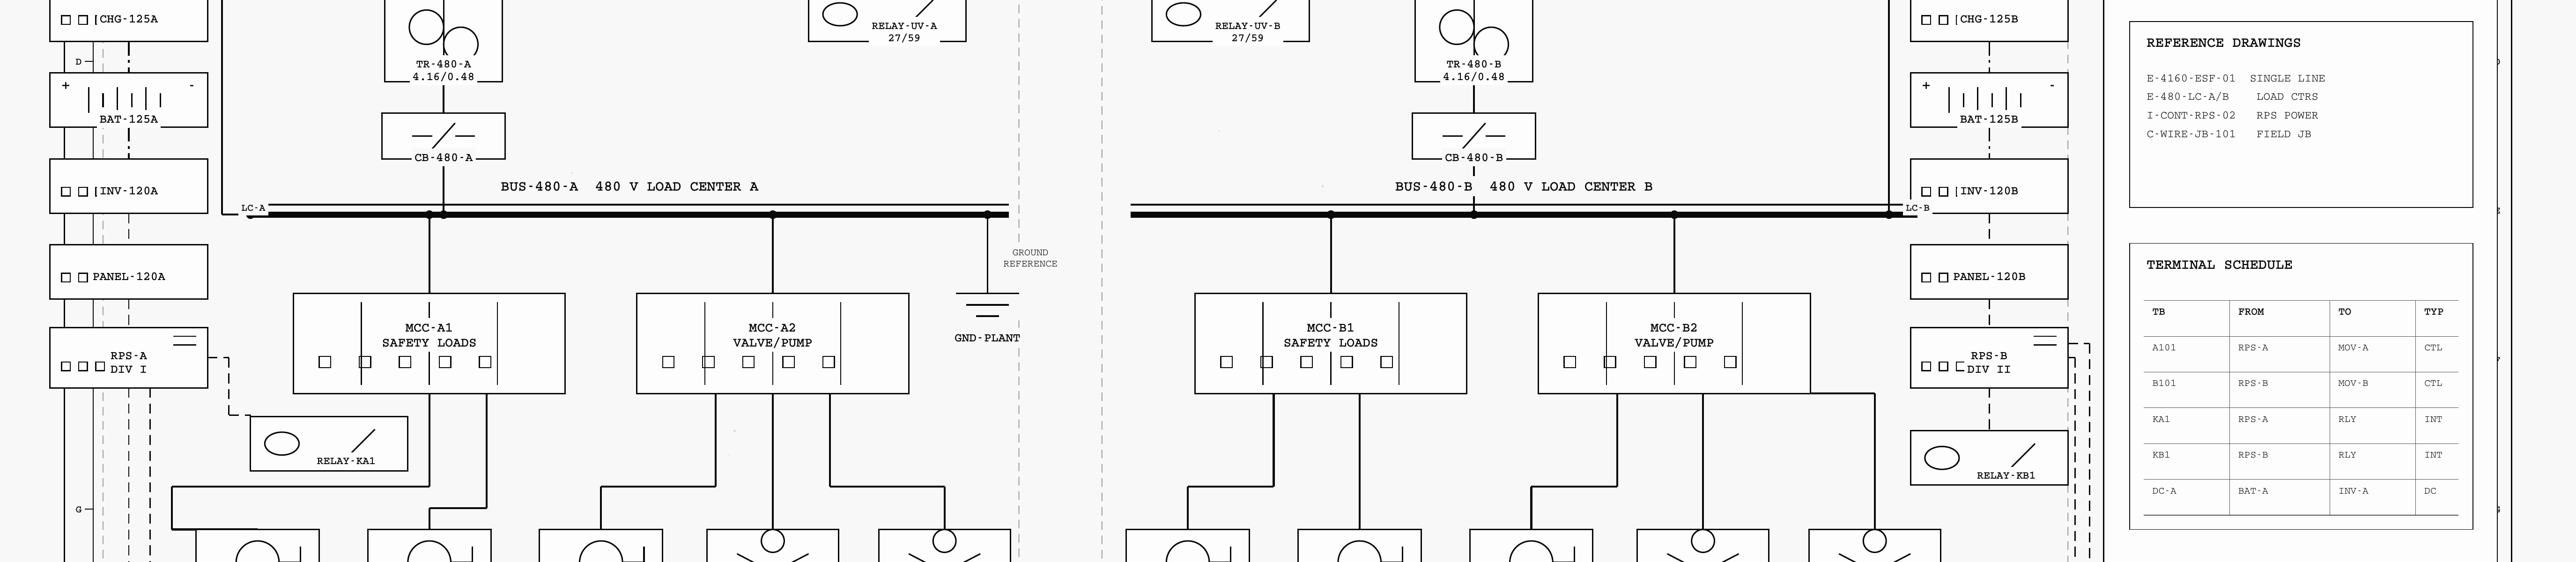 CHG-125A
D
+ -
BAT-125A
INV-120A
PANEL-120A
RPS-A
DIV I
RELAY-KA1
G
TR-480-A
4.16/0.48
CB-480-A
RELAY-UV-A
27/59
BUS-480-A 480 V LOAD CENTER A
LC-A
GROUND
REFERENCE
GND-PLANT
MCC-A1
SAFETY LOADS
MCC-A2
VALVE/PUMP
RELAY-UV-B
27/59
TR-480-B
4.16/0.48
CB-480-B
BUS-480-B 480 V LOAD CENTER B
LC-B
MCC-B1
SAFETY LOADS
MCC-B2
VALVE/PUMP
CHG-125B
+ -
BAT-125B
INV-120B
PANEL-120B
RPS-B
DIV II
RELAY-KB1
REFERENCE DRAWINGS
E-4160-ESF-01 SINGLE LINE
E-480-LC-A/B LOAD CTRS
I-CONT-RPS-02 RPS POWER
C-WIRE-JB-101 FIELD JB
TERMINAL SCHEDULE
TB FROM TO TYP
A101 RPS-A MOV-A CTL
B101 RPS-B MOV-B CTL
KA1 RPS-A RLY INT
KB1 RPS-B RLY INT
DC-A BAT-A INV-A DC